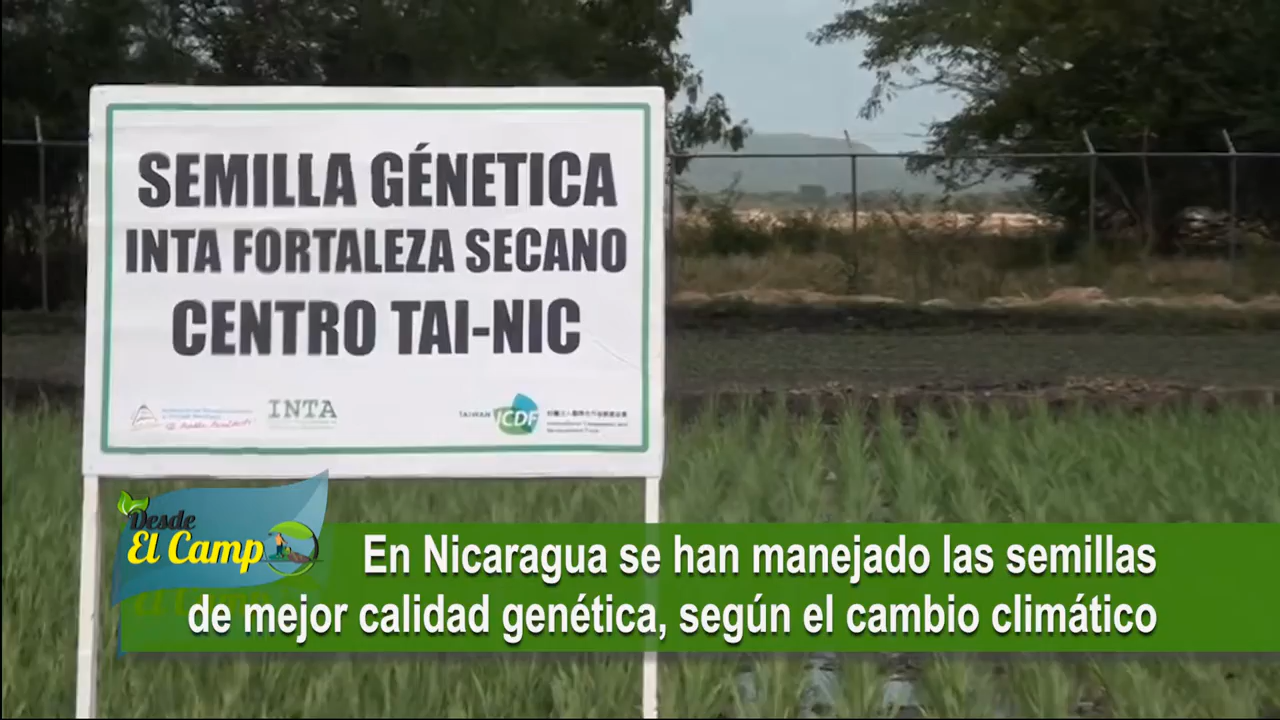 SEMILLA GÉNETICA
INTA FORTALEZA SECANO
CENTRO TAI-NIC
INTA
TAIWAN ICDF
Desde
El Camp
En Nicaragua se han manejado las semillas
de mejor calidad genética, según el cambio climático